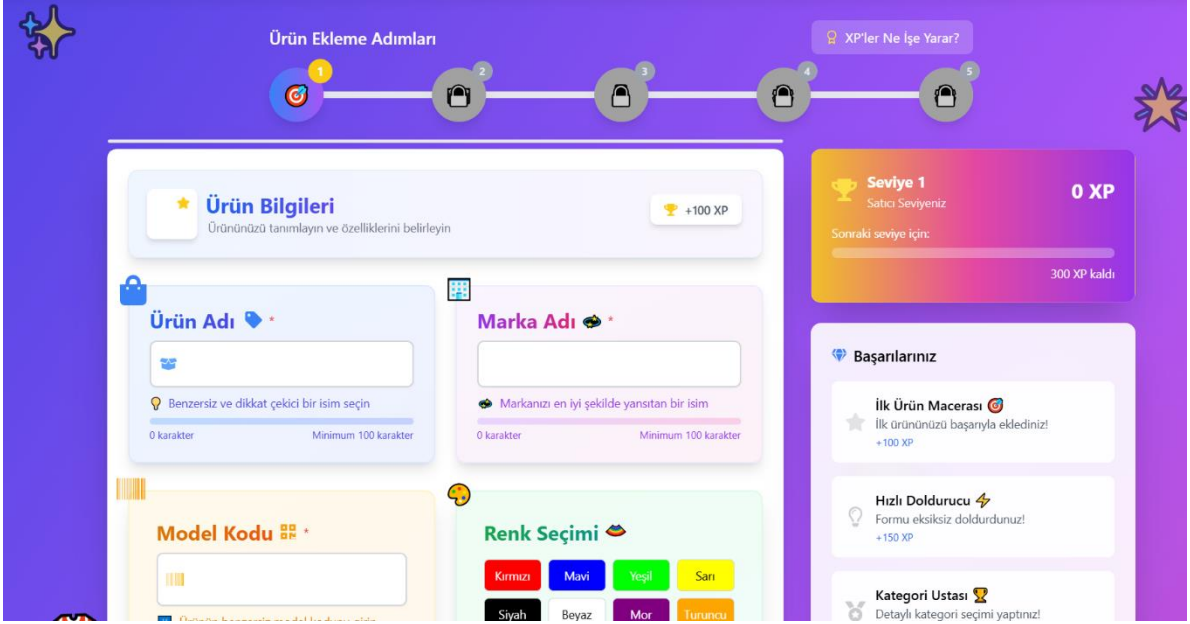 Ürün Ekleme Adımları
XP'ler Ne İşe Yarar?
1
2
3
4
5
Ürün Bilgileri
Ürününüzü tanımlayın ve özelliklerini belirleyin
+100 XP
Seviye 1
Satıcı Seviyeniz
0 XP
Sonraki seviye için:
300 XP kaldı
Ürün Adı *
Benzersiz ve dikkat çekici bir isim seçin
0 karakter Minimum 100 karakter
Marka Adı *
Markanızı en iyi şekilde yansıtan bir isim
0 karakter Minimum 100 karakter
Model Kodu *
Ürünün benzersiz model kodunu girin
Renk Seçimi
Kırmızı Mavi Yeşil Sarı
Siyah Beyaz Mor Turuncu
Başarılarınız
İlk Ürün Macerası
İlk ürününüzü başarıyla eklediniz!
+100 XP
Hızlı Doldurucu
Formu eksiksiz doldurdunuz!
+150 XP
Kategori Ustası
Detaylı kategori seçimi yaptınız!